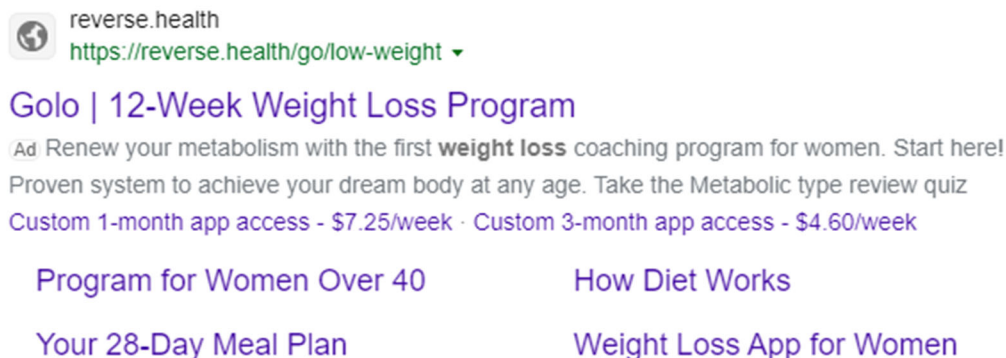 reverse.health
https://reverse.health/go/low-weight
Golo | 12-Week Weight Loss Program
Ad Renew your metabolism with the first weight loss coaching program for women. Start here!
Proven system to achieve your dream body at any age. Take the Metabolic type review quiz
Custom 1-month app access - $7.25/week · Custom 3-month app access - $4.60/week
Program for Women Over 40
How Diet Works
Your 28-Day Meal Plan
Weight Loss App for Women